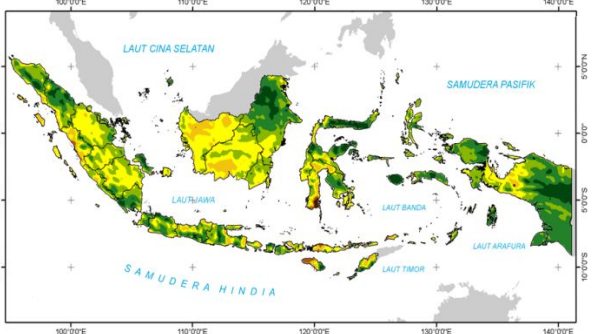 100°0'0"E 110°0'0"E 120°0'0"E 130°0'0"E 140°0'0"E
LAUT CINA SELATAN
SAMUDERA PASIFIK
5°0'0"N
0°0'0"
5°0'0"S
10°0'0"S
LAUT JAWA
LAUT BANDA
LAUT ARAFURA
LAUT TIMOR
SAMUDERA HINDIA
100°0'0"E 110°0'0"E 120°0'0"E 130°0'0"E 140°0'0"E